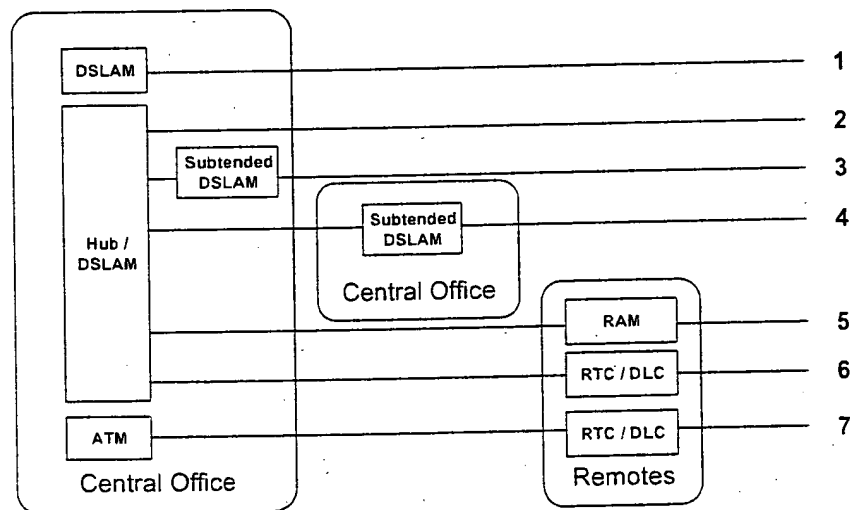 DSLAM
1
2
Subtended
DSLAM
3
Subtended
DSLAM
4
Hub /
DSLAM
Central Office
RAM
5
RTC / DLC
6
ATM
RTC / DLC
7
Central Office
Remotes